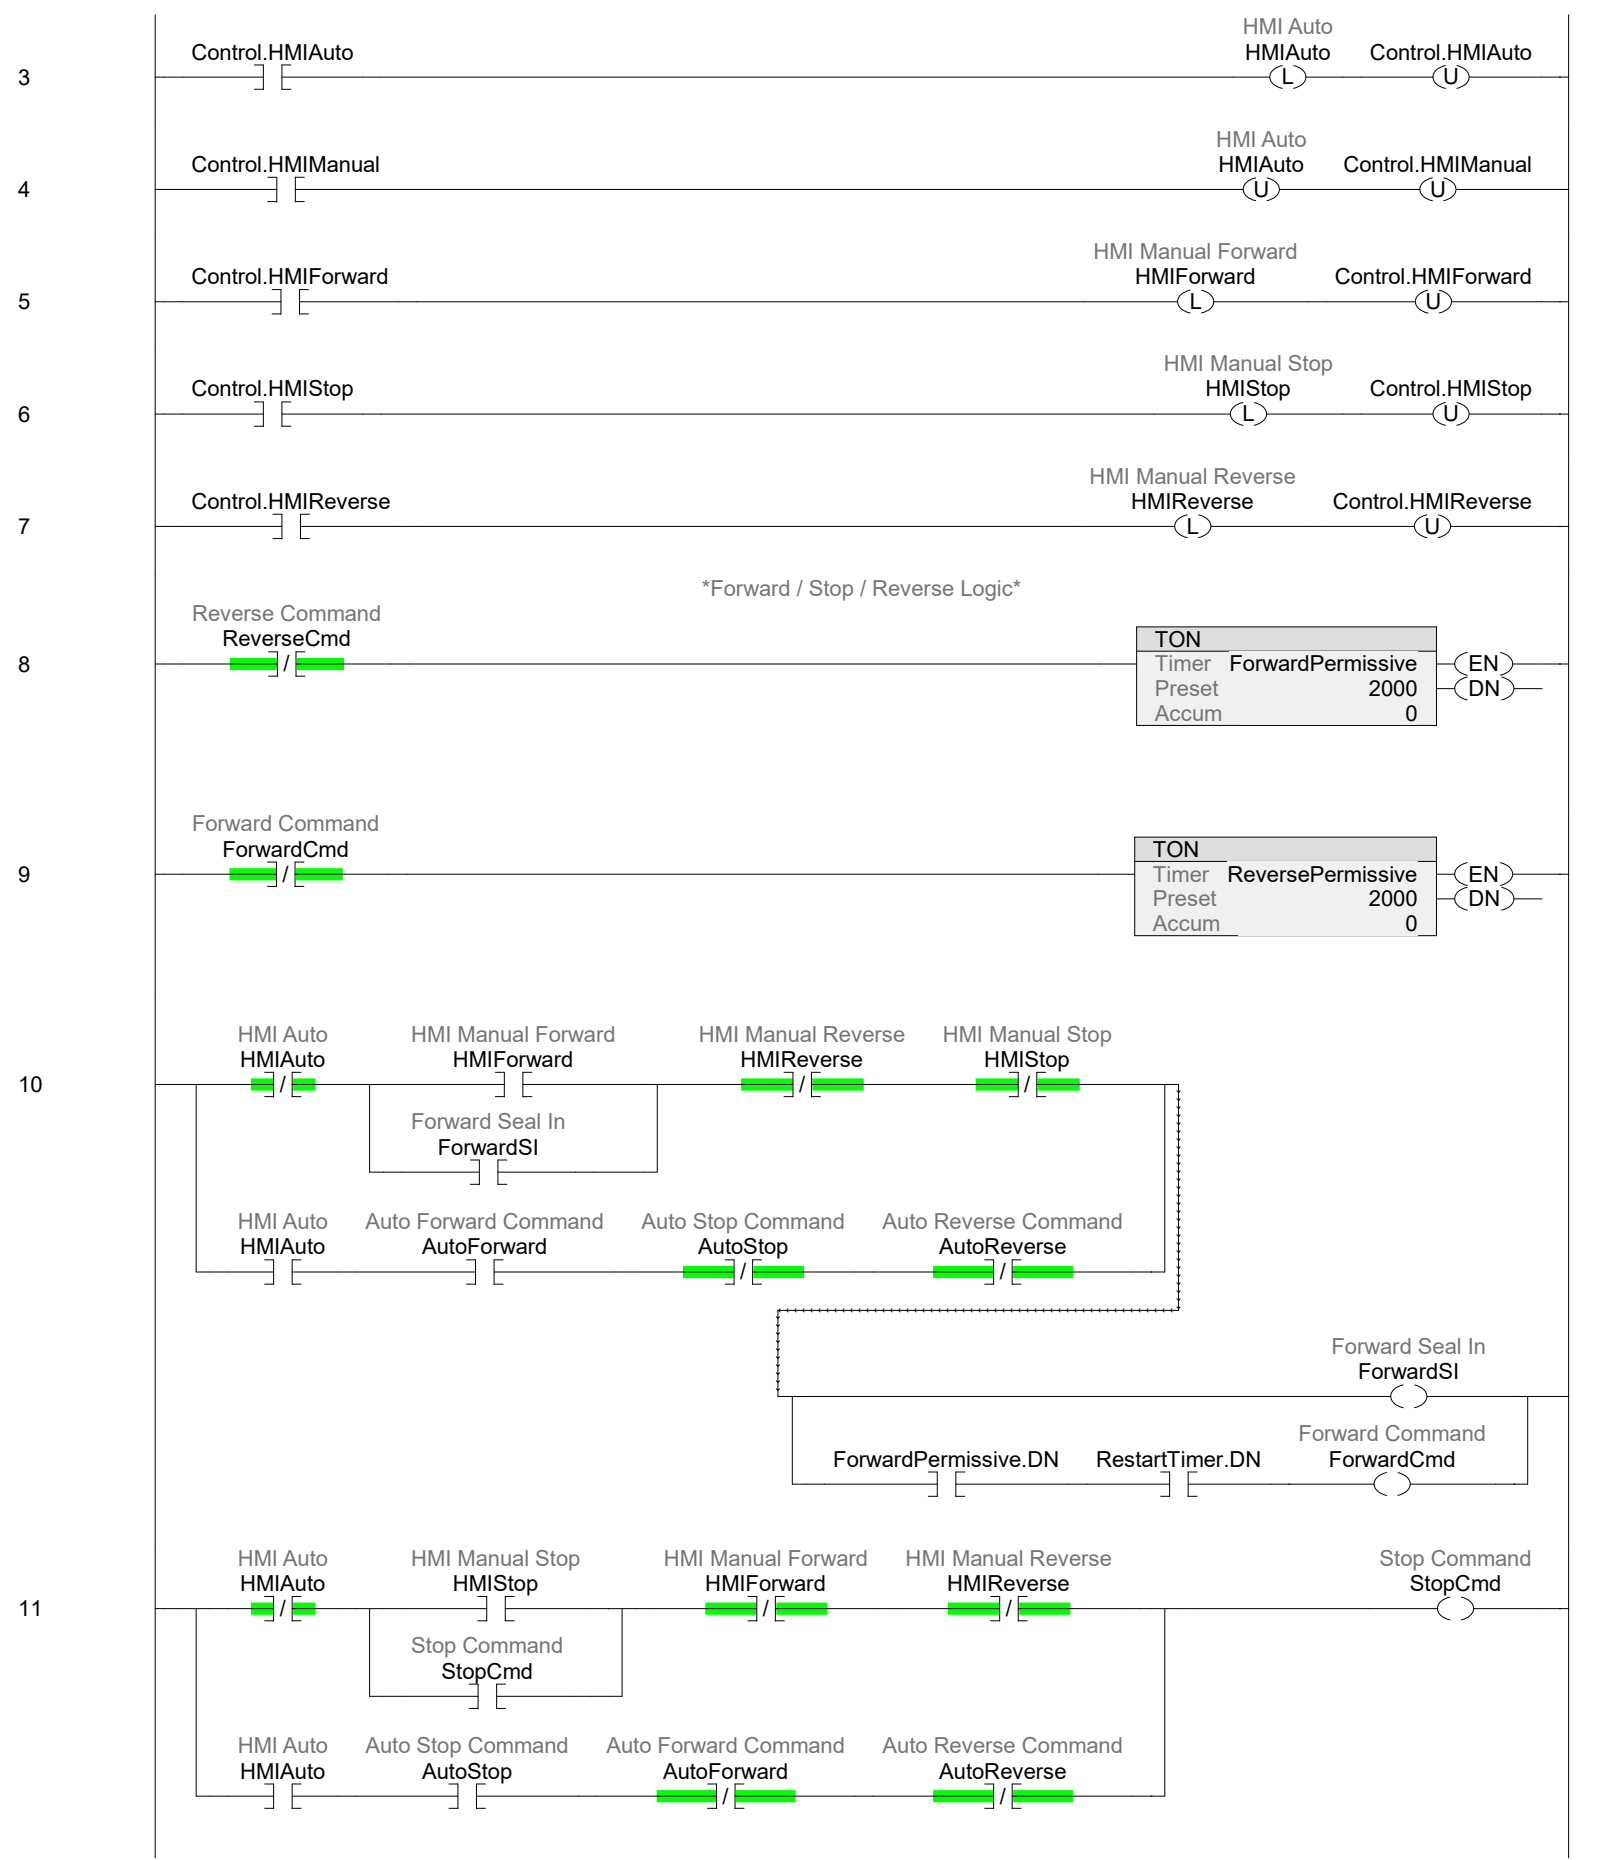 HMI Auto
Control.HMIAuto HMIAuto Control.HMIAuto
3 L U
HMI Auto
Control.HMIManual HMIAuto Control.HMIManual
4 U U
HMI Manual Forward
Control.HMIForward HMIForward Control.HMIForward
5 L U
HMI Manual Stop
Control.HMIStop HMIStop Control.HMIStop
6 L U
HMI Manual Reverse
Control.HMIReverse HMIReverse Control.HMIReverse
7 L U
*Forward / Stop / Reverse Logic*
Reverse Command
ReverseCmd TON
8 / Timer ForwardPermissive EN
Preset 2000 DN
Accum 0
Forward Command
ForwardCmd TON
9 / Timer ReversePermissive EN
Preset 2000 DN
Accum 0
HMI Auto HMI Manual Forward HMI Manual Reverse HMI Manual Stop
HMIAuto HMIForward HMIReverse HMIStop
10 / / /
Forward Seal In
ForwardSI
HMI Auto Auto Forward Command Auto Stop Command Auto Reverse Command
HMIAuto AutoForward AutoStop AutoReverse
/ /
Forward Seal In
ForwardSI
Forward Command
ForwardPermissive.DN RestartTimer.DN ForwardCmd
HMI Auto HMI Manual Stop HMI Manual Forward HMI Manual Reverse Stop Command
HMIAuto HMIStop HMIForward HMIReverse StopCmd
11 / / /
Stop Command
StopCmd
HMI Auto Auto Stop Command Auto Forward Command Auto Reverse Command
HMIAuto AutoStop AutoForward AutoReverse
/ /